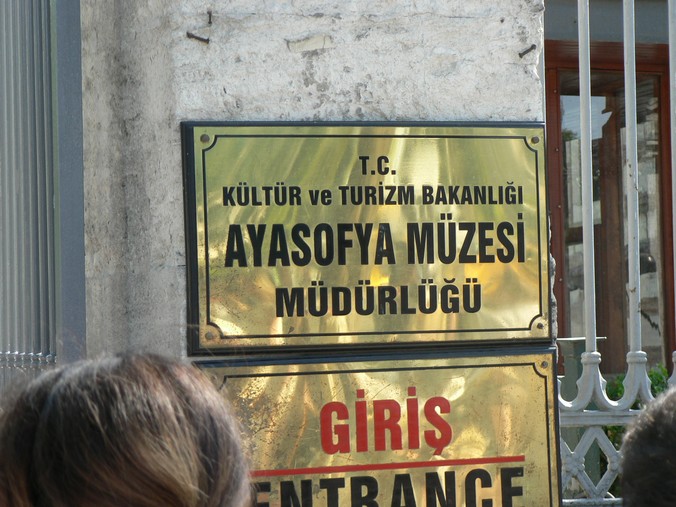 T.C.
KÜLTÜR ve TURİZM BAKANLIĞI
AYASOFYA MÜZESİ
MÜDÜRLÜĞÜ
GİRİŞ
ENTRANCE